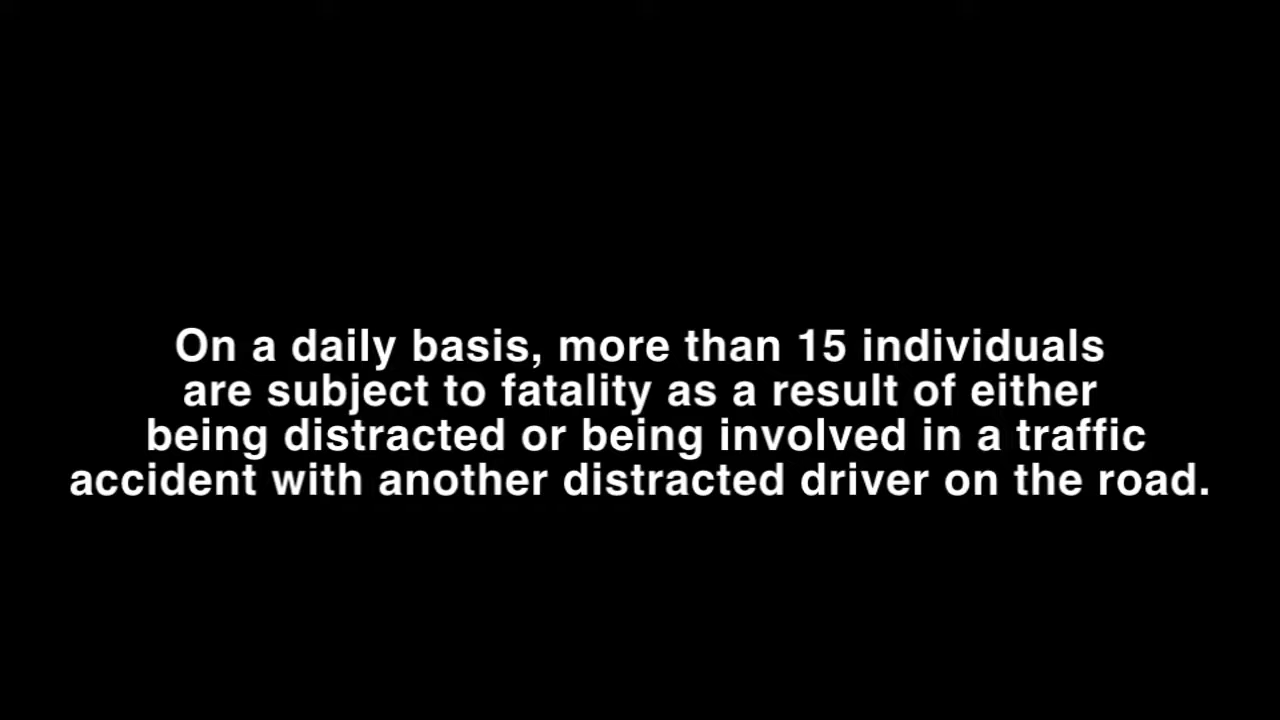 On a daily basis, more than 15 individuals
are subject to fatality as a result of either
being distracted or being involved in a traffic
accident with another distracted driver on the road.